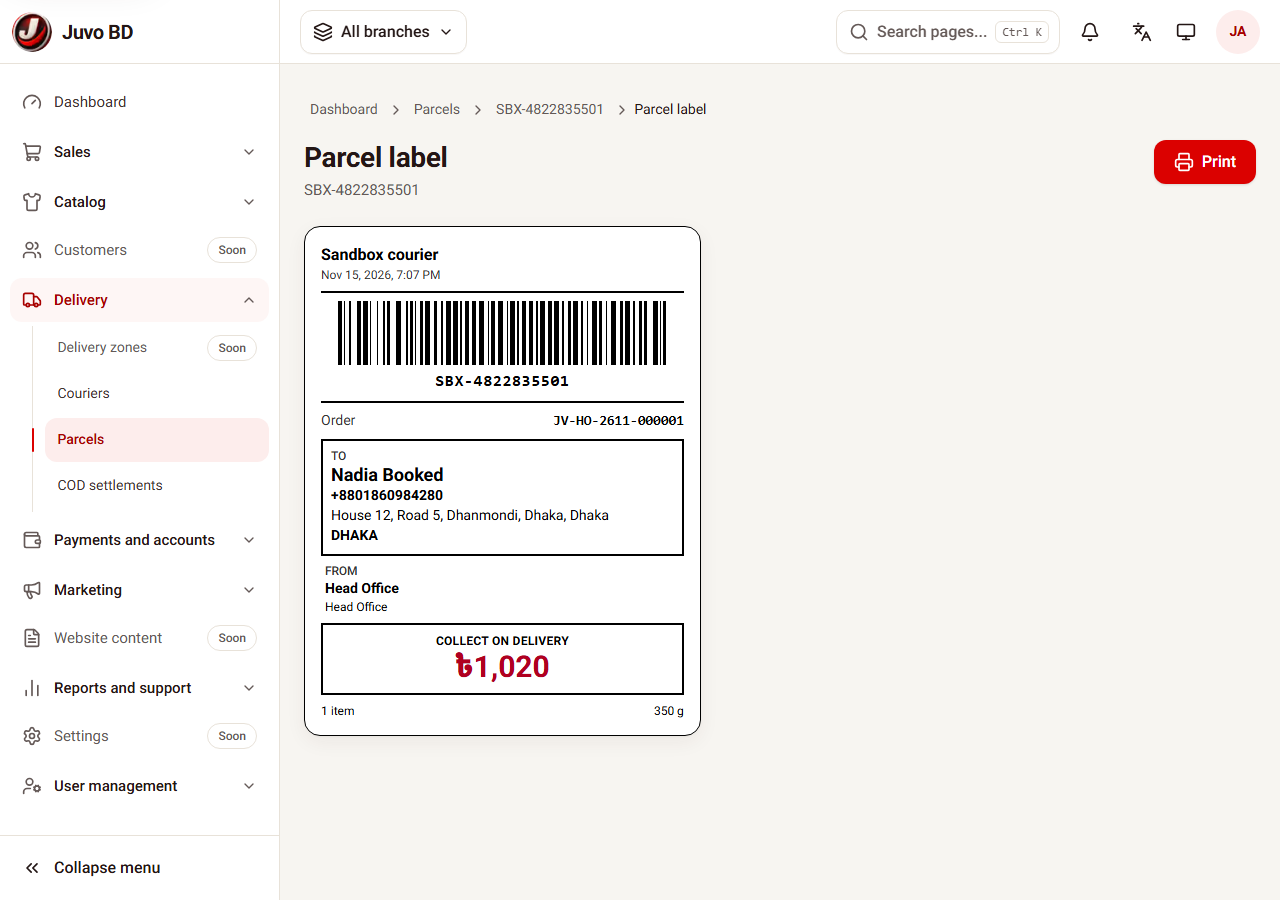 Juvo BD
All branches
Search pages...
Ctrl K
JA
Dashboard
Sales
Catalog
Customers
Soon
Delivery
Delivery zones
Soon
Couriers
Parcels
COD settlements
Payments and accounts
Marketing
Website content
Soon
Reports and support
Settings
Soon
User management
Collapse menu
Dashboard > Parcels > SBX-4822835501 > Parcel label
Parcel label
SBX-4822835501
Print
Sandbox courier
Nov 15, 2026, 7:07 PM
SBX-4822835501
Order JV-HO-2611-000001
TO
Nadia Booked
+8801860984280
House 12, Road 5, Dhanmondi, Dhaka, Dhaka
DHAKA
FROM
Head Office
Head Office
COLLECT ON DELIVERY
৳1,020
1 item 350 g